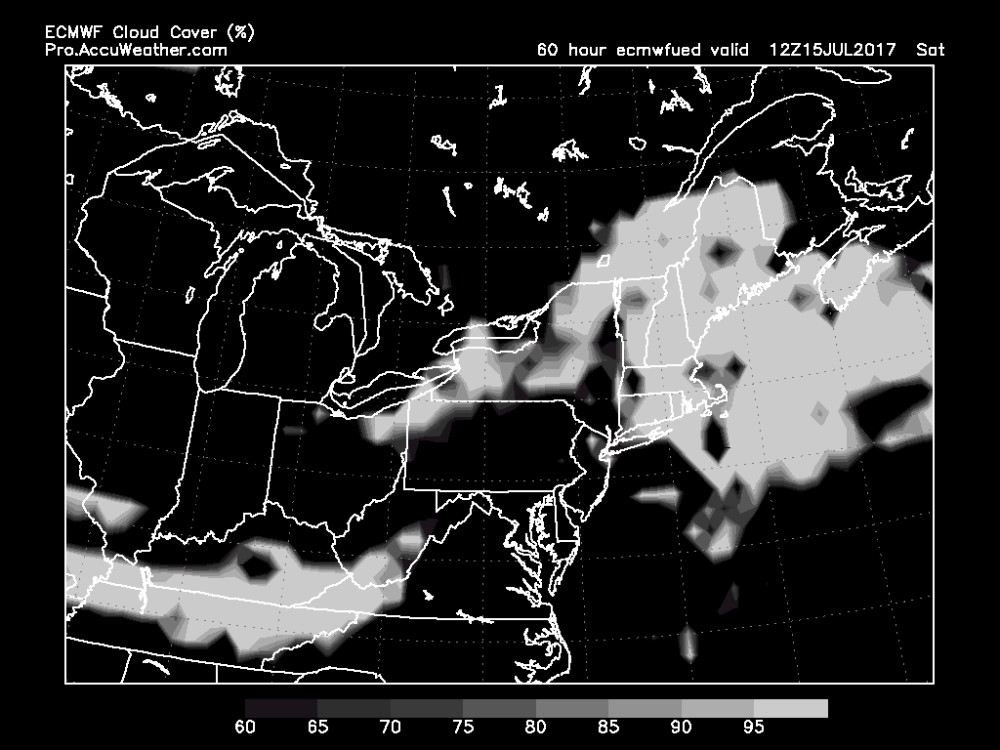 ECMWF Cloud Cover (%)
Pro.AccuWeather.com
60 hour ecmwfued valid 12Z15JUL2017 Sat
60 65 70 75 80 85 90 95